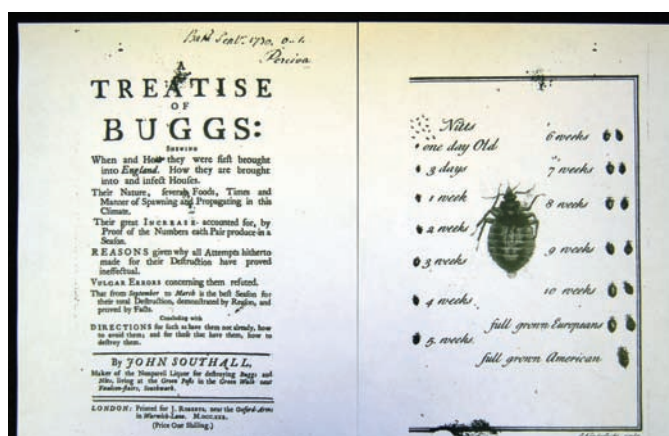 1730
A
TREATISE
OF
BUGGS:
SHEWING
When and How they were first brought
into England. How they are brought
into and infest Houses.
Their Nature, several Foods, Times and
Manner of Spawning and Propagating in this
Climate.
Their great INCREASE accounted for, by
Proof of the Numbers each Pair produce in a
Season.
REASONS given why all Attempts hitherto
made for their Destruction have proved
ineffectual.
VULGAR ERRORS concerning them refuted.
That from September to March is the best Season for
their total Destruction, demonstrated by Reason, and
proved by Facts.
Concluding with
DIRECTIONS for such as have them not already, how
to avoid them; and for those that have them, how to
destroy them.
By JOHN SOUTHALL,
Maker of the Nonpareil Liquor for destroying Buggs and
Nits, living at the Green Posts in the Green Walk near
Faulcon-stairs, Southwark.
LONDON: Printed for J. ROBERTS, near the Oxford-Arms
in Warwick-Lane. M.DCC.XXX.
(Price One Shilling.)
Nitts
one day Old
3 days
1 week
2 weeks
3 weeks
4 weeks
5 weeks
6 weeks
7 weeks
8 weeks
9 weeks
10 weeks
full grown Europeans
full grown American